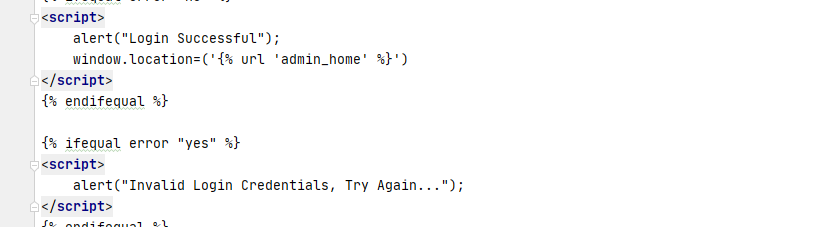 <script>
alert("Login Successful");
window.location=('{% url 'admin_home' %}')
</script>
{% endifequal %}
{% ifequal error "yes" %}
<script>
alert("Invalid Login Credentials, Try Again...");
</script>
{% endifequal %}